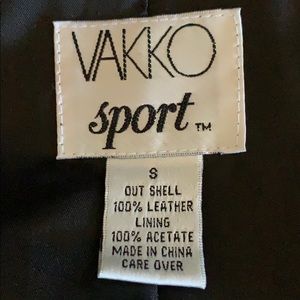 VAKKO
sport™
S
OUT SHELL
100% LEATHER
LINING
100% ACETATE
MADE IN CHINA
CARE OVER